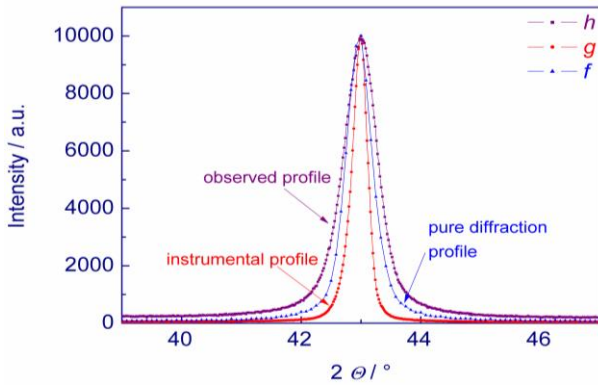 10000
8000
6000
4000
2000
0
Intensity / a.u.
h
g
f
observed profile
pure diffraction
profile
instrumental profile
40
42
44
46
2 Θ / °